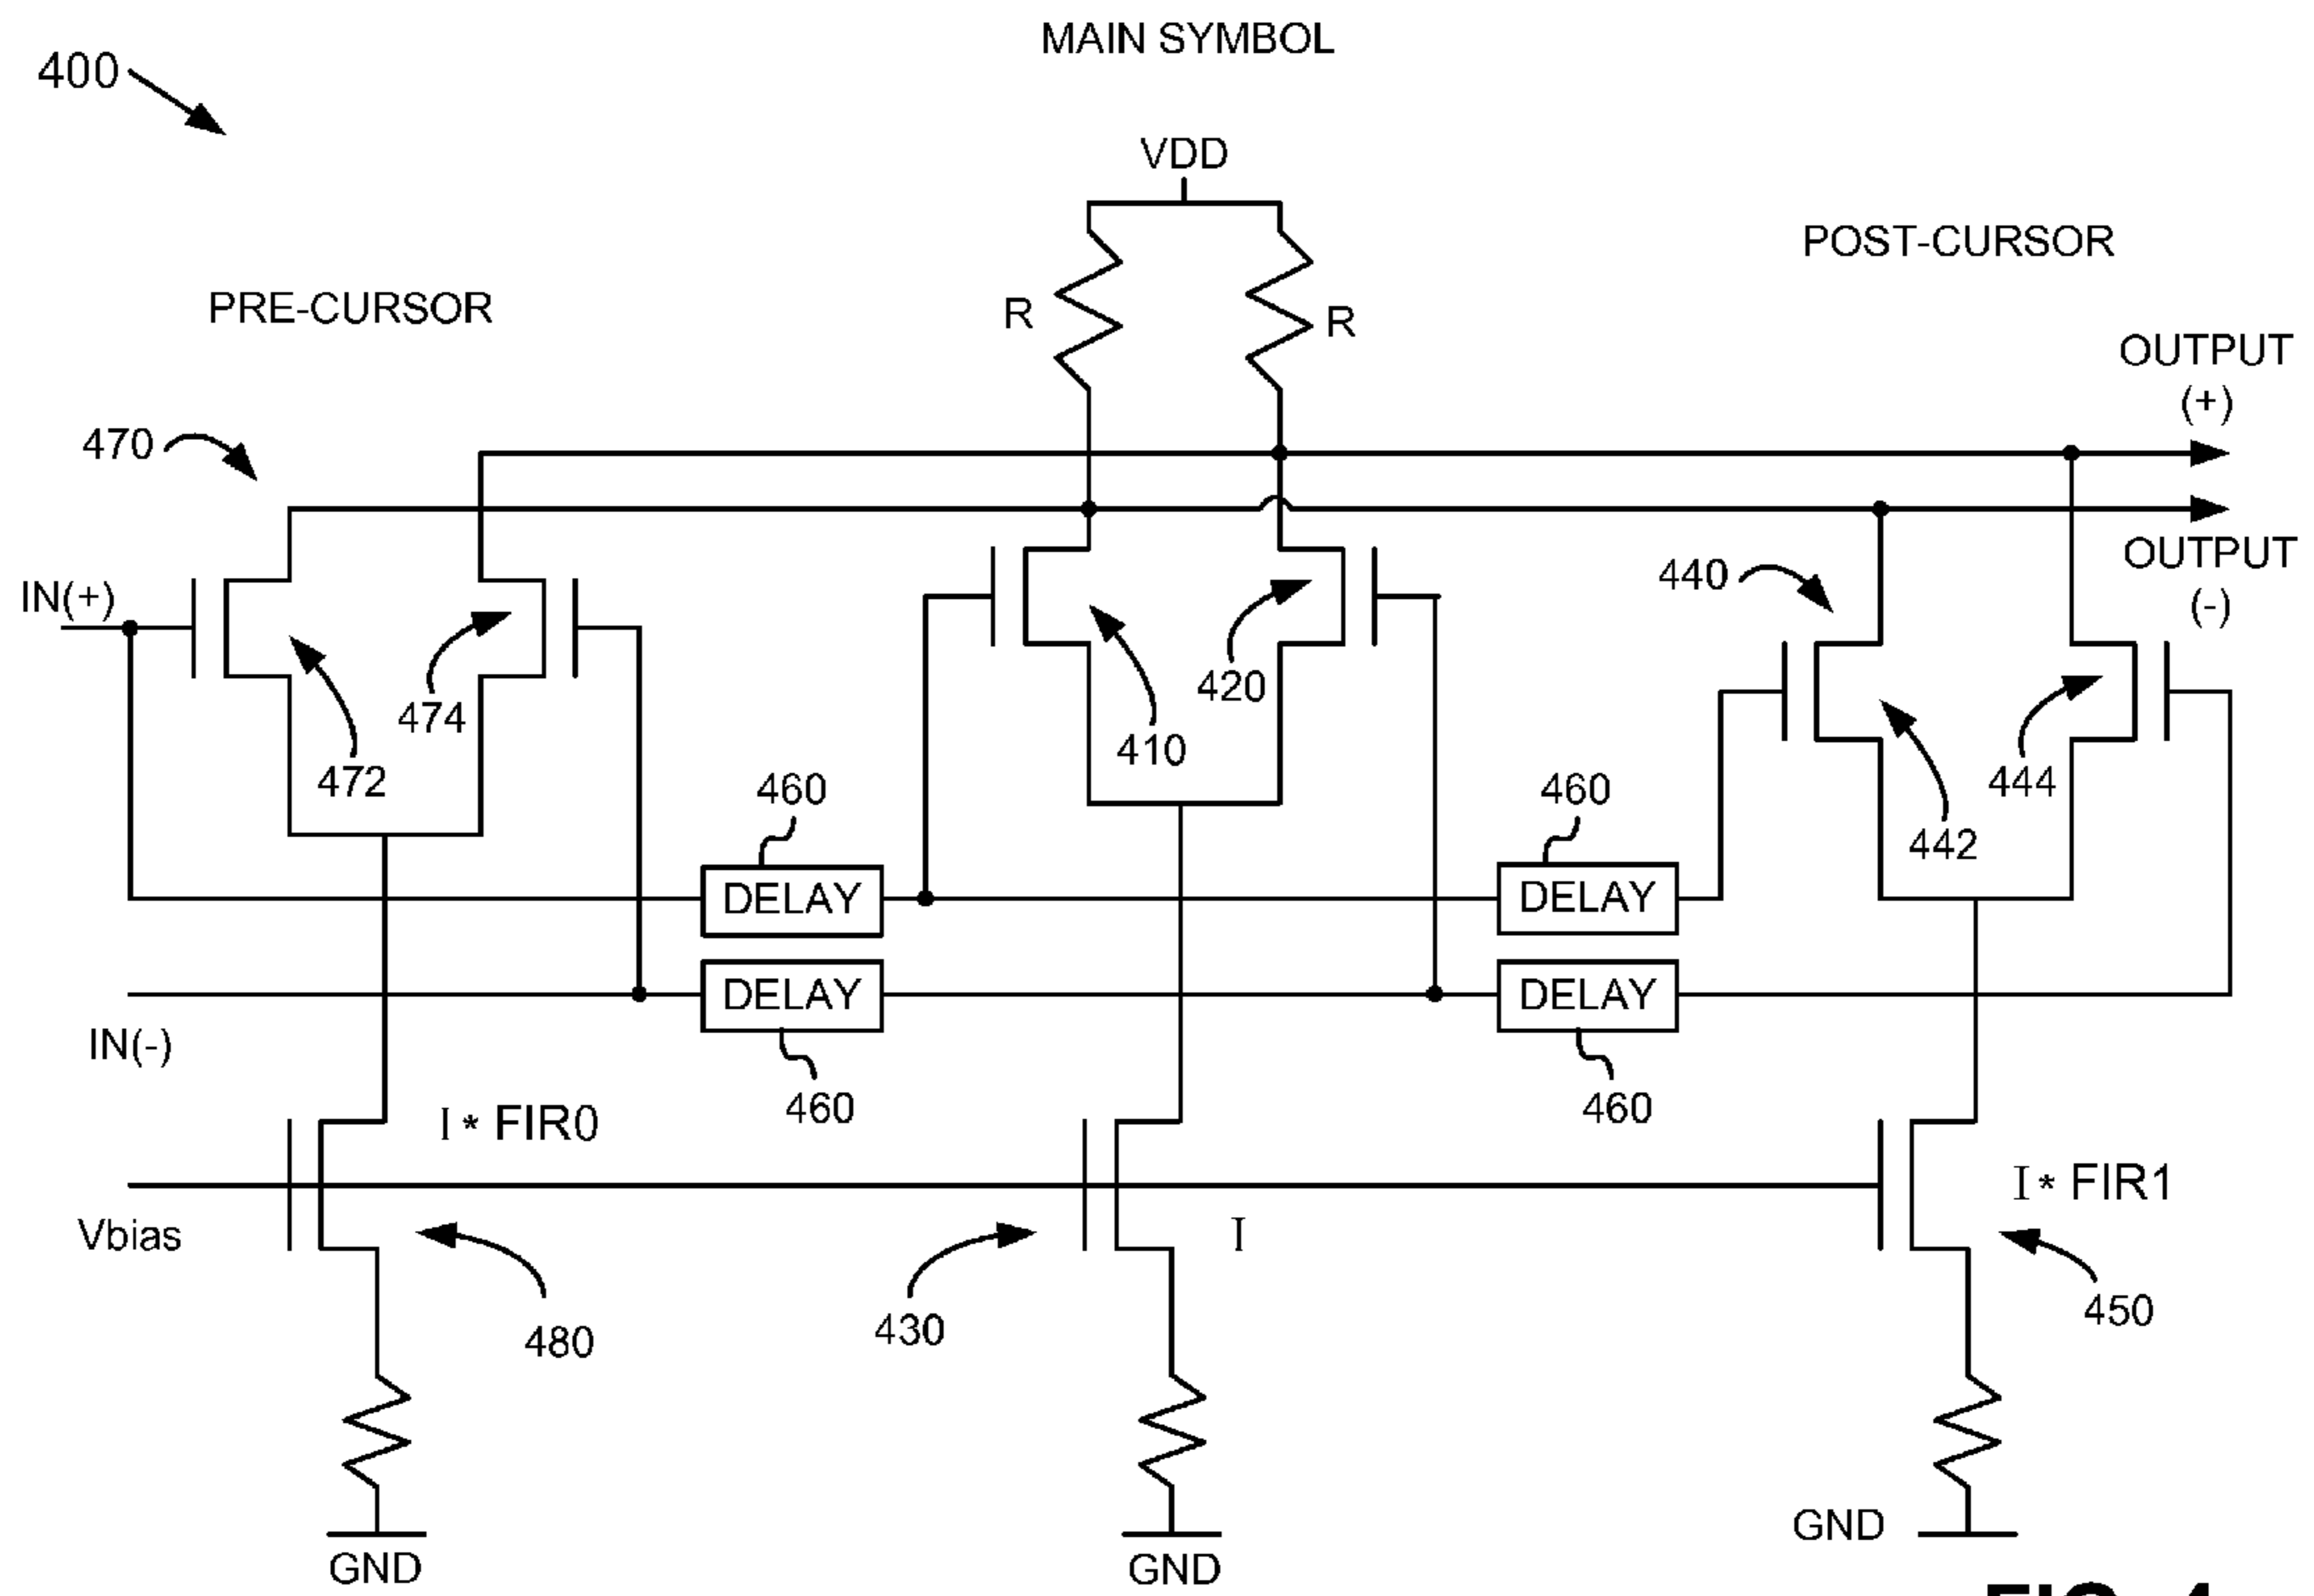 MAIN SYMBOL
400
VDD
POST-CURSOR
PRE-CURSOR
R
R
OUTPUT
(+)
470
OUTPUT
(-)
440
IN(+)
474
420
410
472
444
442
460
460
DELAY
DELAY
DELAY
DELAY
IN(-)
460
460
I * FIR0
I * FIR1
Vbias
I
480
430
450
GND
GND
GND